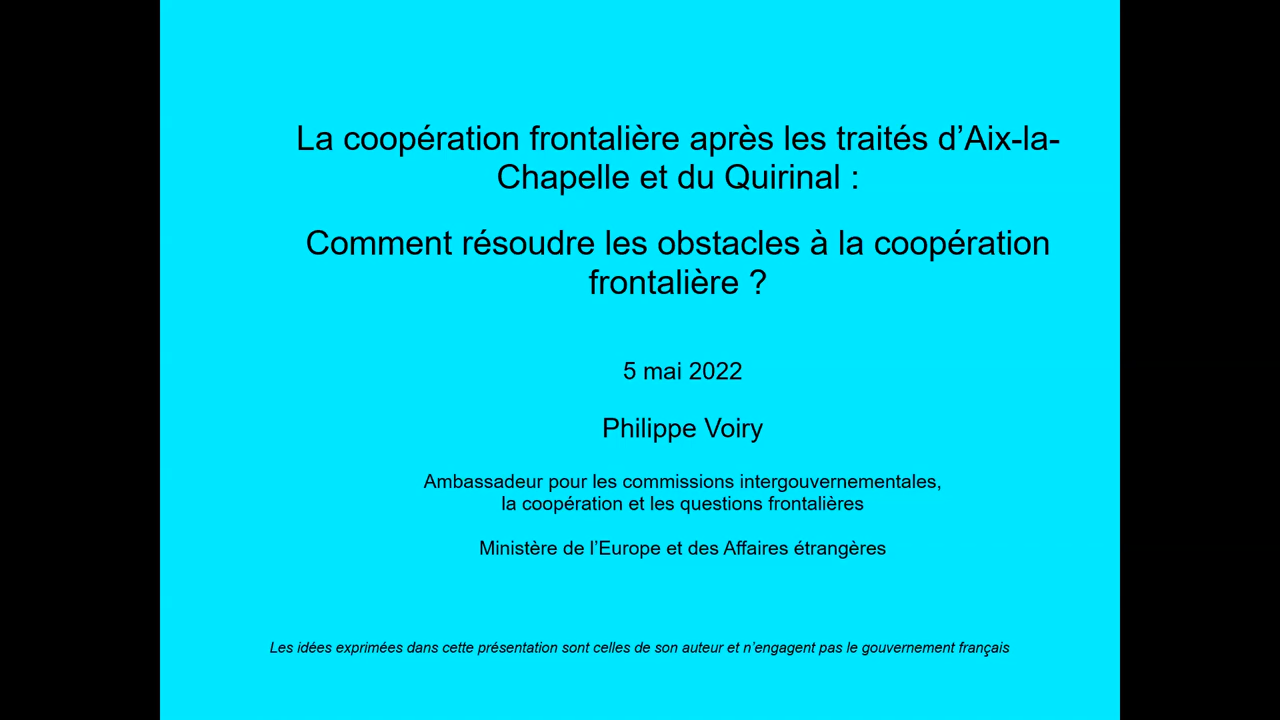 La coopération frontalière après les traités d’Aix-la-
Chapelle et du Quirinal :
Comment résoudre les obstacles à la coopération
frontalière ?
5 mai 2022
Philippe Voiry
Ambassadeur pour les commissions intergouvernementales,
la coopération et les questions frontalières
Ministère de l’Europe et des Affaires étrangères
Les idées exprimées dans cette présentation sont celles de son auteur et n’engagent pas le gouvernement français